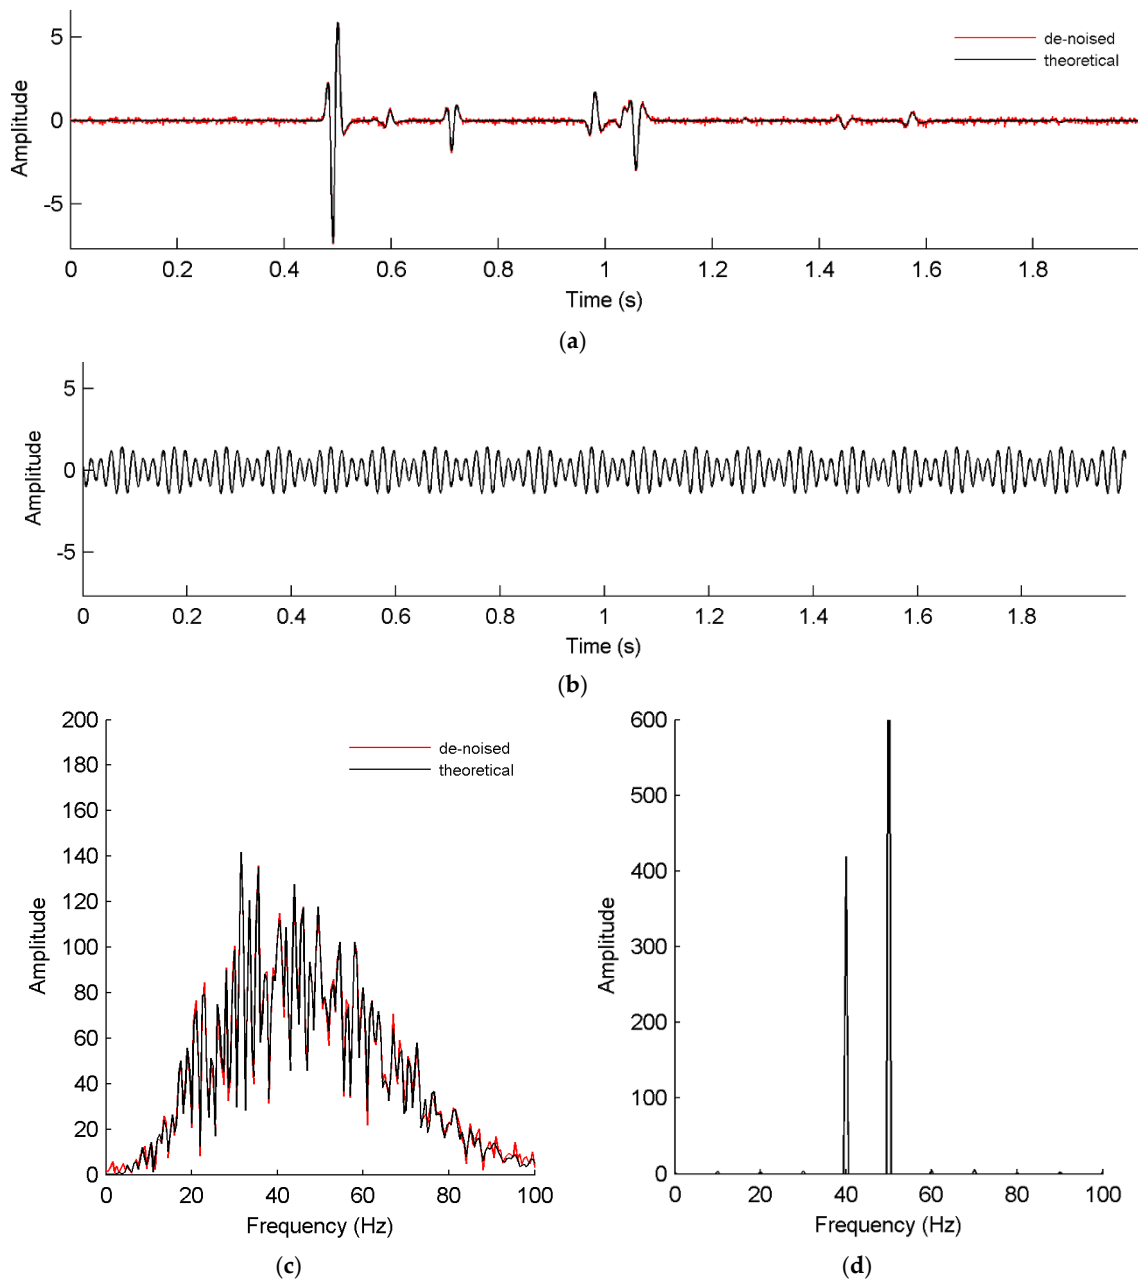 5
0
-5
Amplitude
de-noised
theoretical
0 0.2 0.4 0.6 0.8 1 1.2 1.4 1.6 1.8
Time (s)
(a)
5
0
-5
Amplitude
0 0.2 0.4 0.6 0.8 1 1.2 1.4 1.6 1.8
Time (s)
(b)
200
180
160
140
120
100
80
60
40
20
0
Amplitude
de-noised
theoretical
0 20 40 60 80 100
Frequency (Hz)
(c)
600
500
400
300
200
100
0
Amplitude
0 20 40 60 80 100
Frequency (Hz)
(d)